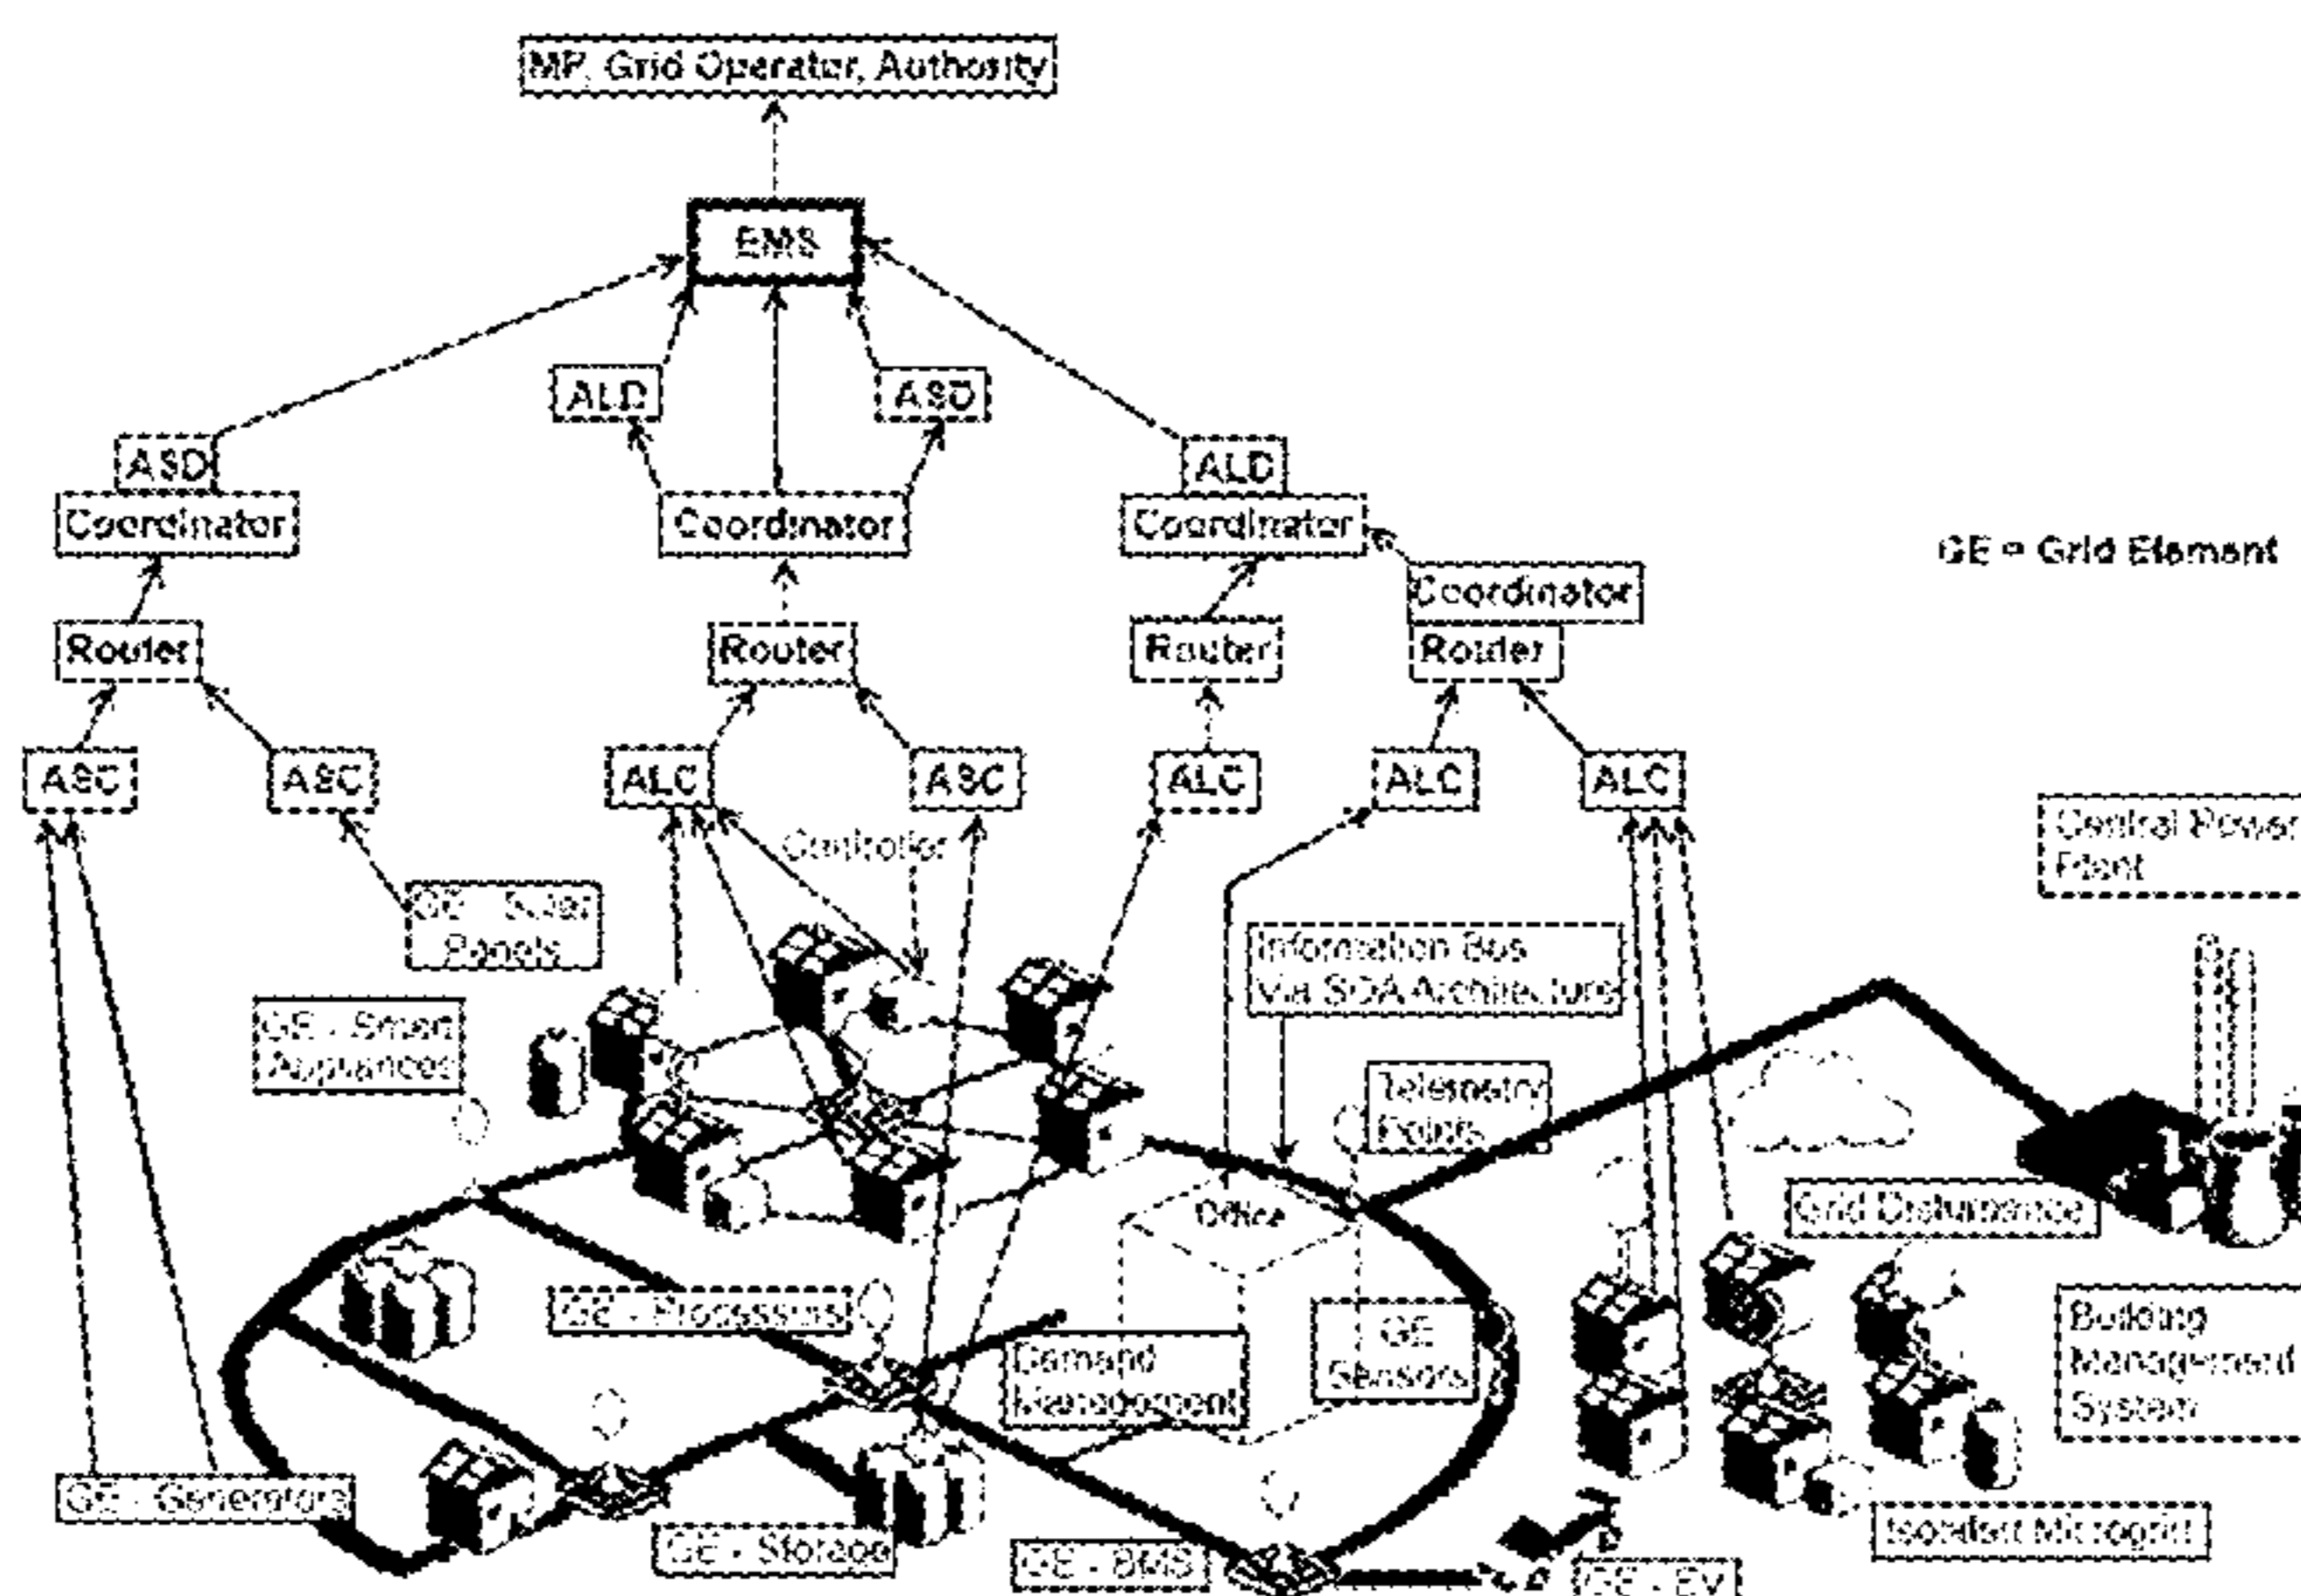 MP, Grid Operator, Authority
EMS
ALD
ASD
ASD
ALD
Coordinator
Coordinator
Coordinator
GE = Grid Element
Coordinator
Router
Router
Router
Router
ASC
ASC
ALC
ASC
ALC
ALC
ALC
Controller
Central Power
Plant
GE - Solar
Panels
Information Bus
Via SOA Architecture
GE - Smart
Appliances
Telemetry
Points
Office
Grid Disturbance
GE - Processors
GE
Sensors
Demand
Management
Building
Management
System
GE - Generators
GE - Storage
GE - BMS
Isolated Microgrid
GE - EV